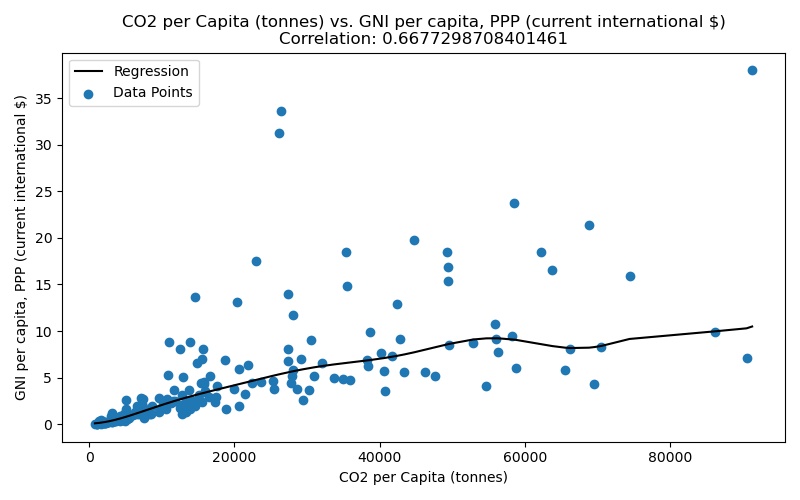 CO2 per Capita (tonnes) vs. GNI per capita, PPP (current international $)
Correlation: 0.6677298708401461
Regression
Data Points
GNI per capita, PPP (current international $)
35
30
25
20
15
10
5
0
0 20000 40000 60000 80000
CO2 per Capita (tonnes)